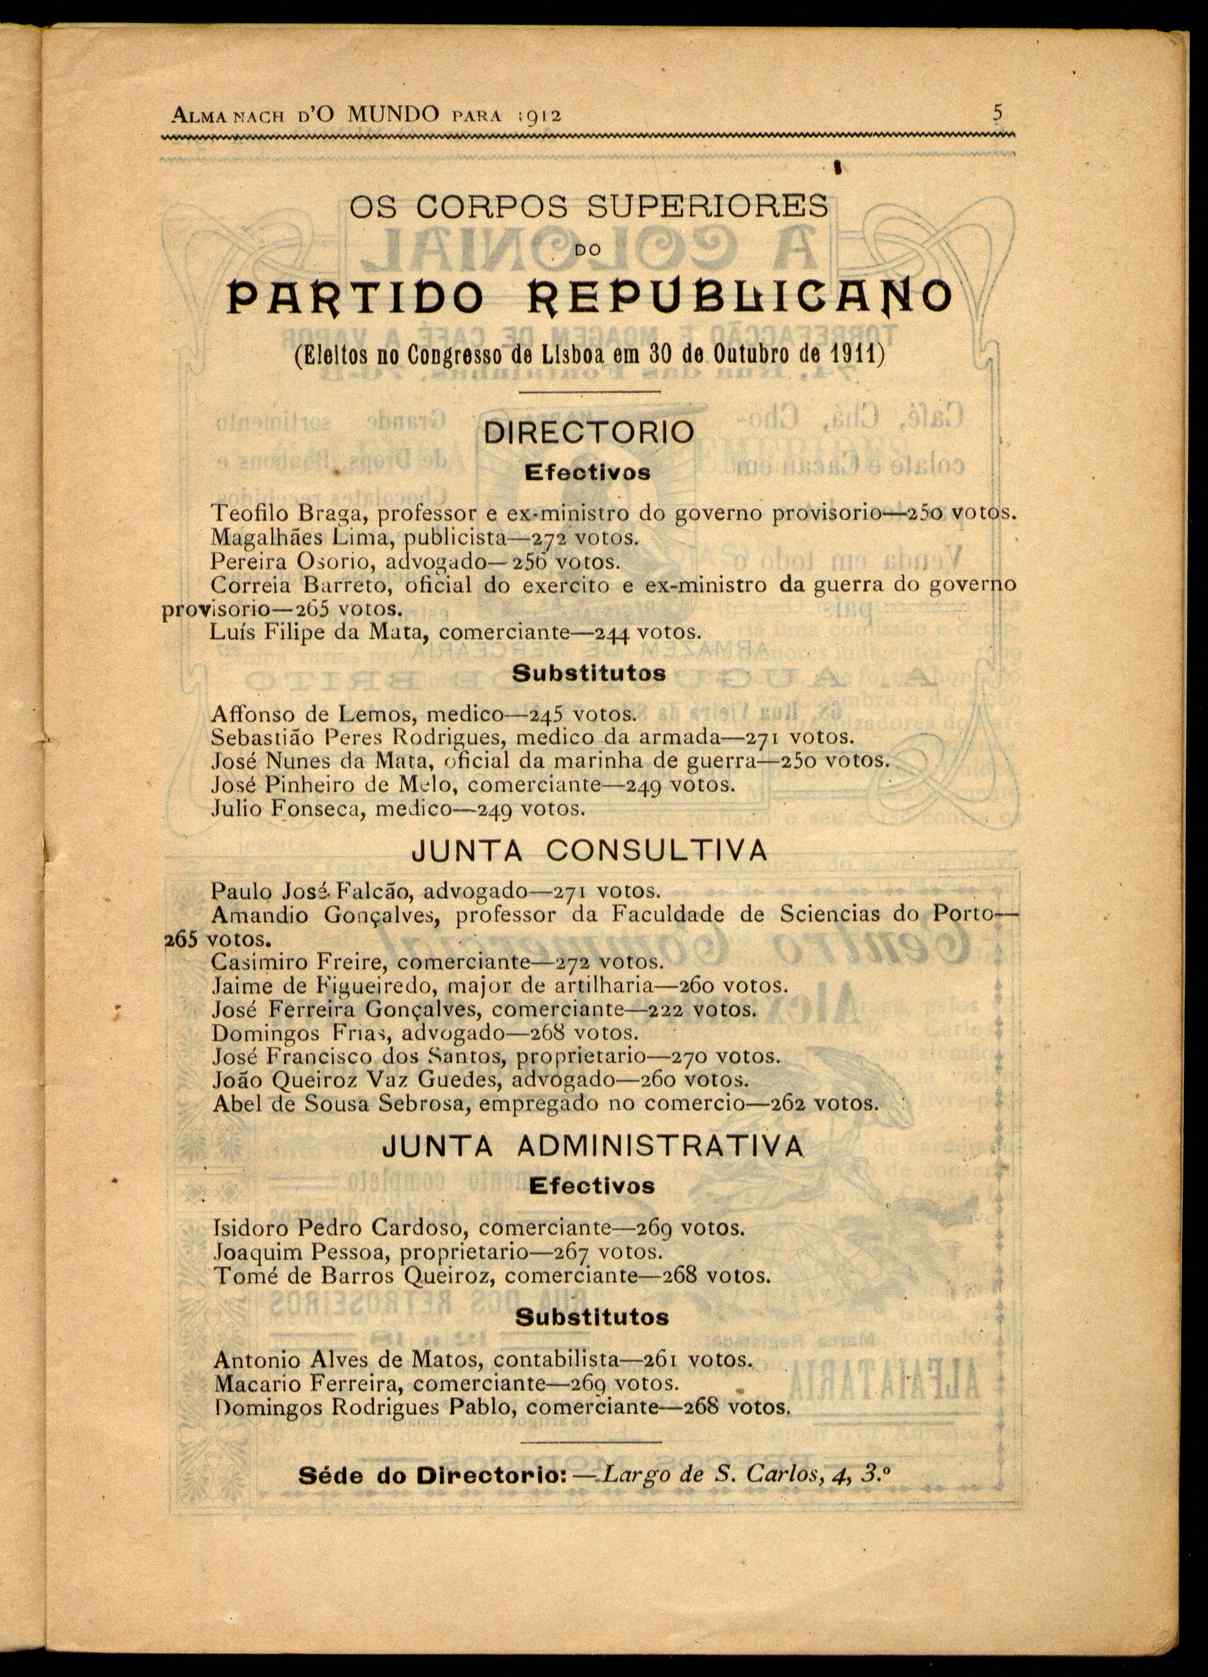 ALMANACH D'O MUNDO PARA 1912 5
OS CORPOS SUPERIORES
DO
PARTIDO REPUBLICANO
(Eleitos no Congresso de Lisboa em 30 de Outubro de 1911)
DIRECTORIO
Efectivos
Teofilo Braga, professor e ex-ministro do governo provisorio—250 votos.
Magalhães Lima, publicista—272 votos.
Pereira Osorio, advogado—256 votos.
Correia Barreto, oficial do exercito e ex-ministro da guerra do governo
provisorio—265 votos.
Luís Filipe da Mata, comerciante—244 votos.
Substitutos
Affonso de Lemos, medico—245 votos.
Sebastião Peres Rodrigues, medico da armada—271 votos.
José Nunes da Mata, oficial da marinha de guerra—250 votos.
José Pinheiro de Melo, comerciante—249 votos.
Julio Fonseca, medico—249 votos.
JUNTA CONSULTIVA
Paulo José Falcão, advogado—271 votos.
Amandio Gonçalves, professor da Faculdade de Sciencias do Porto—
265 votos.
Casimiro Freire, comerciante—272 votos.
Jaime de Figueiredo, major de artilharia—260 votos.
José Ferreira Gonçalves, comerciante—222 votos.
Domingos Frias, advogado—268 votos.
José Francisco dos Santos, proprietario—270 votos.
João Queiroz Vaz Guedes, advogado—260 votos.
Abel de Sousa Sebrosa, empregado no comercio—262 votos.
JUNTA ADMINISTRATIVA
Efectivos
Isidoro Pedro Cardoso, comerciante—269 votos.
Joaquim Pessoa, proprietario—267 votos.
Tomé de Barros Queiroz, comerciante—268 votos.
Substitutos
Antonio Alves de Matos, contabilista—261 votos.
Macario Ferreira, comerciante—269 votos.
Domingos Rodrigues Pablo, comerciante—268 votos.
Séde do Directorio:—Largo de S. Carlos, 4, 3.º